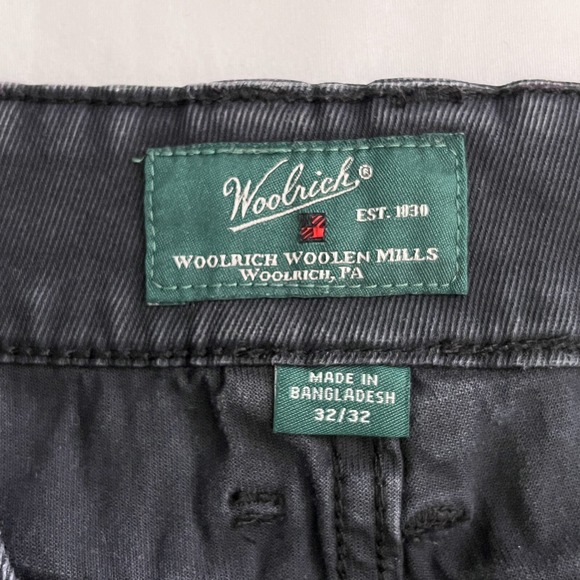 Woolrich®
EST. 1830
WOOLRICH WOOLEN MILLS
WOOLRICH, PA
MADE IN
BANGLADESH
32/32